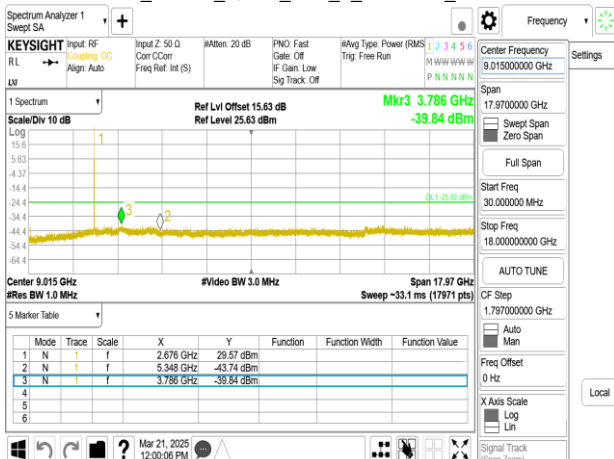 Spectrum Analyzer 1
Swept SA
+
Frequency
KEYSIGHT
Input: RF
Input Z: 50 Ω
#Atten: 20 dB
PNO: Fast
#Avg Type: Power (RMS
1 2 3 4 5 6
RL
Coupling: DC
Corr CCorr
Gate: Off
Trig: Free Run
M W W W W W
Align: Auto
Freq Ref: Int (S)
IF Gain: Low
P N N N N N
Sig Track: Off
LXI
1 Spectrum
Ref Lvl Offset 15.63 dB
Mkr3 3.786 GHz
Scale/Div 10 dB
Ref Level 25.63 dBm
-39.84 dBm
Log
15.6
5.63
-4.37
-14.4
-24.4
-34.4
-44.4
-54.4
-64.4
1
3
2
DL1 -25.00 dBm
Center 9.015 GHz
#Video BW 3.0 MHz
Span 17.97 GHz
#Res BW 1.0 MHz
Sweep ~33.1 ms (17971 pts)
5 Marker Table
Mode Trace Scale X Y Function Function Width Function Value
1 N 1 f 2.676 GHz 29.57 dBm
2 N 1 f 5.348 GHz -43.74 dBm
3 N 1 f 3.786 GHz -39.84 dBm
4
5
6
?
Mar 21, 2025
12:00:06 PM
Center Frequency
9.015000000 GHz
Settings
Span
17.9700000 GHz
Swept Span
Zero Span
Full Span
Start Freq
30.000000 MHz
Stop Freq
18.000000000 GHz
AUTO TUNE
CF Step
1.797000000 GHz
Auto
Man
Freq Offset
0 Hz
Local
X Axis Scale
Log
Lin
Signal Track
(Span Zoom)